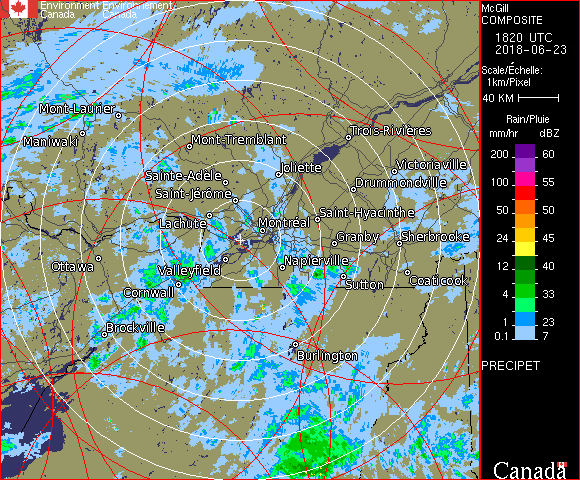 Environment Environnement
Canada Canada
McGill
COMPOSITE
1820 UTC
2018-06-23
Scale/Échelle:
1km/Pixel
40 KM
Rain/Pluie
mm/hr dBZ
200 60
100 55
50 50
24 45
12 40
4 33
1 23
0.1 7
PRECIPET
Canada
Mont-Laurier
Maniwaki
Mont-Tremblant
Trois-Rivières
Joliette
Victoriaville
Sainte-Adèle
Drummondville
Saint-Jérôme
Saint-Hyacinthe
Lachute
Montréal
Granby
Sherbrooke
Ottawa
Valleyfield
Napierville
Sutton
Coaticook
Cornwall
Brockville
Burlington